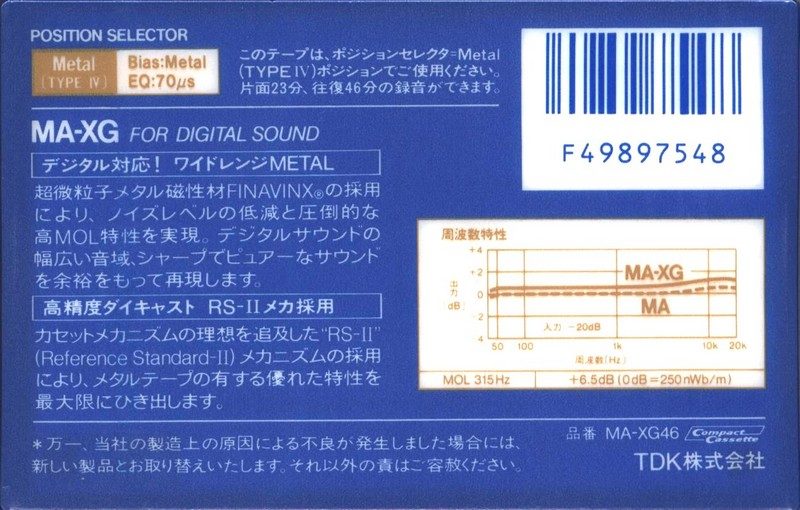 POSITION SELECTOR
Metal
(TYPE IV)
Bias:Metal
EQ:70μs
このテープは、ポジションセレクタ=Metal
(TYPE IV)ポジションでご使用ください。
片面23分、往復46分の録音ができます。
F49897548
MA-XG FOR DIGITAL SOUND
デジタル対応! ワイドレンジMETAL
超微粒子メタル磁性材FINAVINX®の採用
により、ノイズレベルの低減と圧倒的な
高MOL特性を実現。デジタルサウンドの
幅広い音域、シャープでピュアーなサウンド
を余裕をもって再現します。
高精度ダイキャスト RS-IIメカ採用
カセットメカニズムの理想を追及した"RS-II"
(Reference Standard-II)メカニズムの採用
により、メタルテープの有する優れた特性を
最大限にひき出します。
周波数特性
+4
+2
0
-2
4
出力
dB
MA-XG
MA
入力 -20dB
50 100 1k 10k 20k
周波数(Hz)
MOL 315Hz +6.5dB(0dB=250nWb/m)
*万一、当社の製造上の原因による不良が発生しました場合には、
新しい製品とお取り替えいたします。それ以外の責はご容赦ください。
品番 MA-XG46 Compact Cassette
TDK株式会社